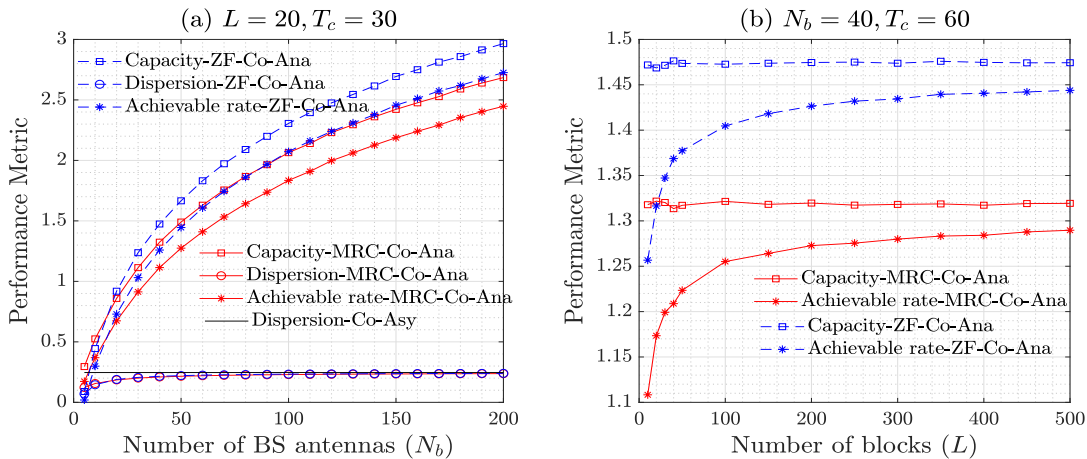 (a) L = 20, T_c = 30
3
2.5
2
1.5
1
0.5
0
0
50
100
150
200
Performance Metric
Number of BS antennas (N_b)
Capacity-ZF-Co-Ana
Dispersion-ZF-Co-Ana
Achievable rate-ZF-Co-Ana
Capacity-MRC-Co-Ana
Dispersion-MRC-Co-Ana
Achievable rate-MRC-Co-Ana
Dispersion-Co-Asy
(b) N_b = 40, T_c = 60
1.5
1.45
1.4
1.35
1.3
1.25
1.2
1.15
1.1
0
100
200
300
400
500
Performance Metric
Number of blocks (L)
Capacity-MRC-Co-Ana
Achievable rate-MRC-Co-Ana
Capacity-ZF-Co-Ana
Achievable rate-ZF-Co-Ana